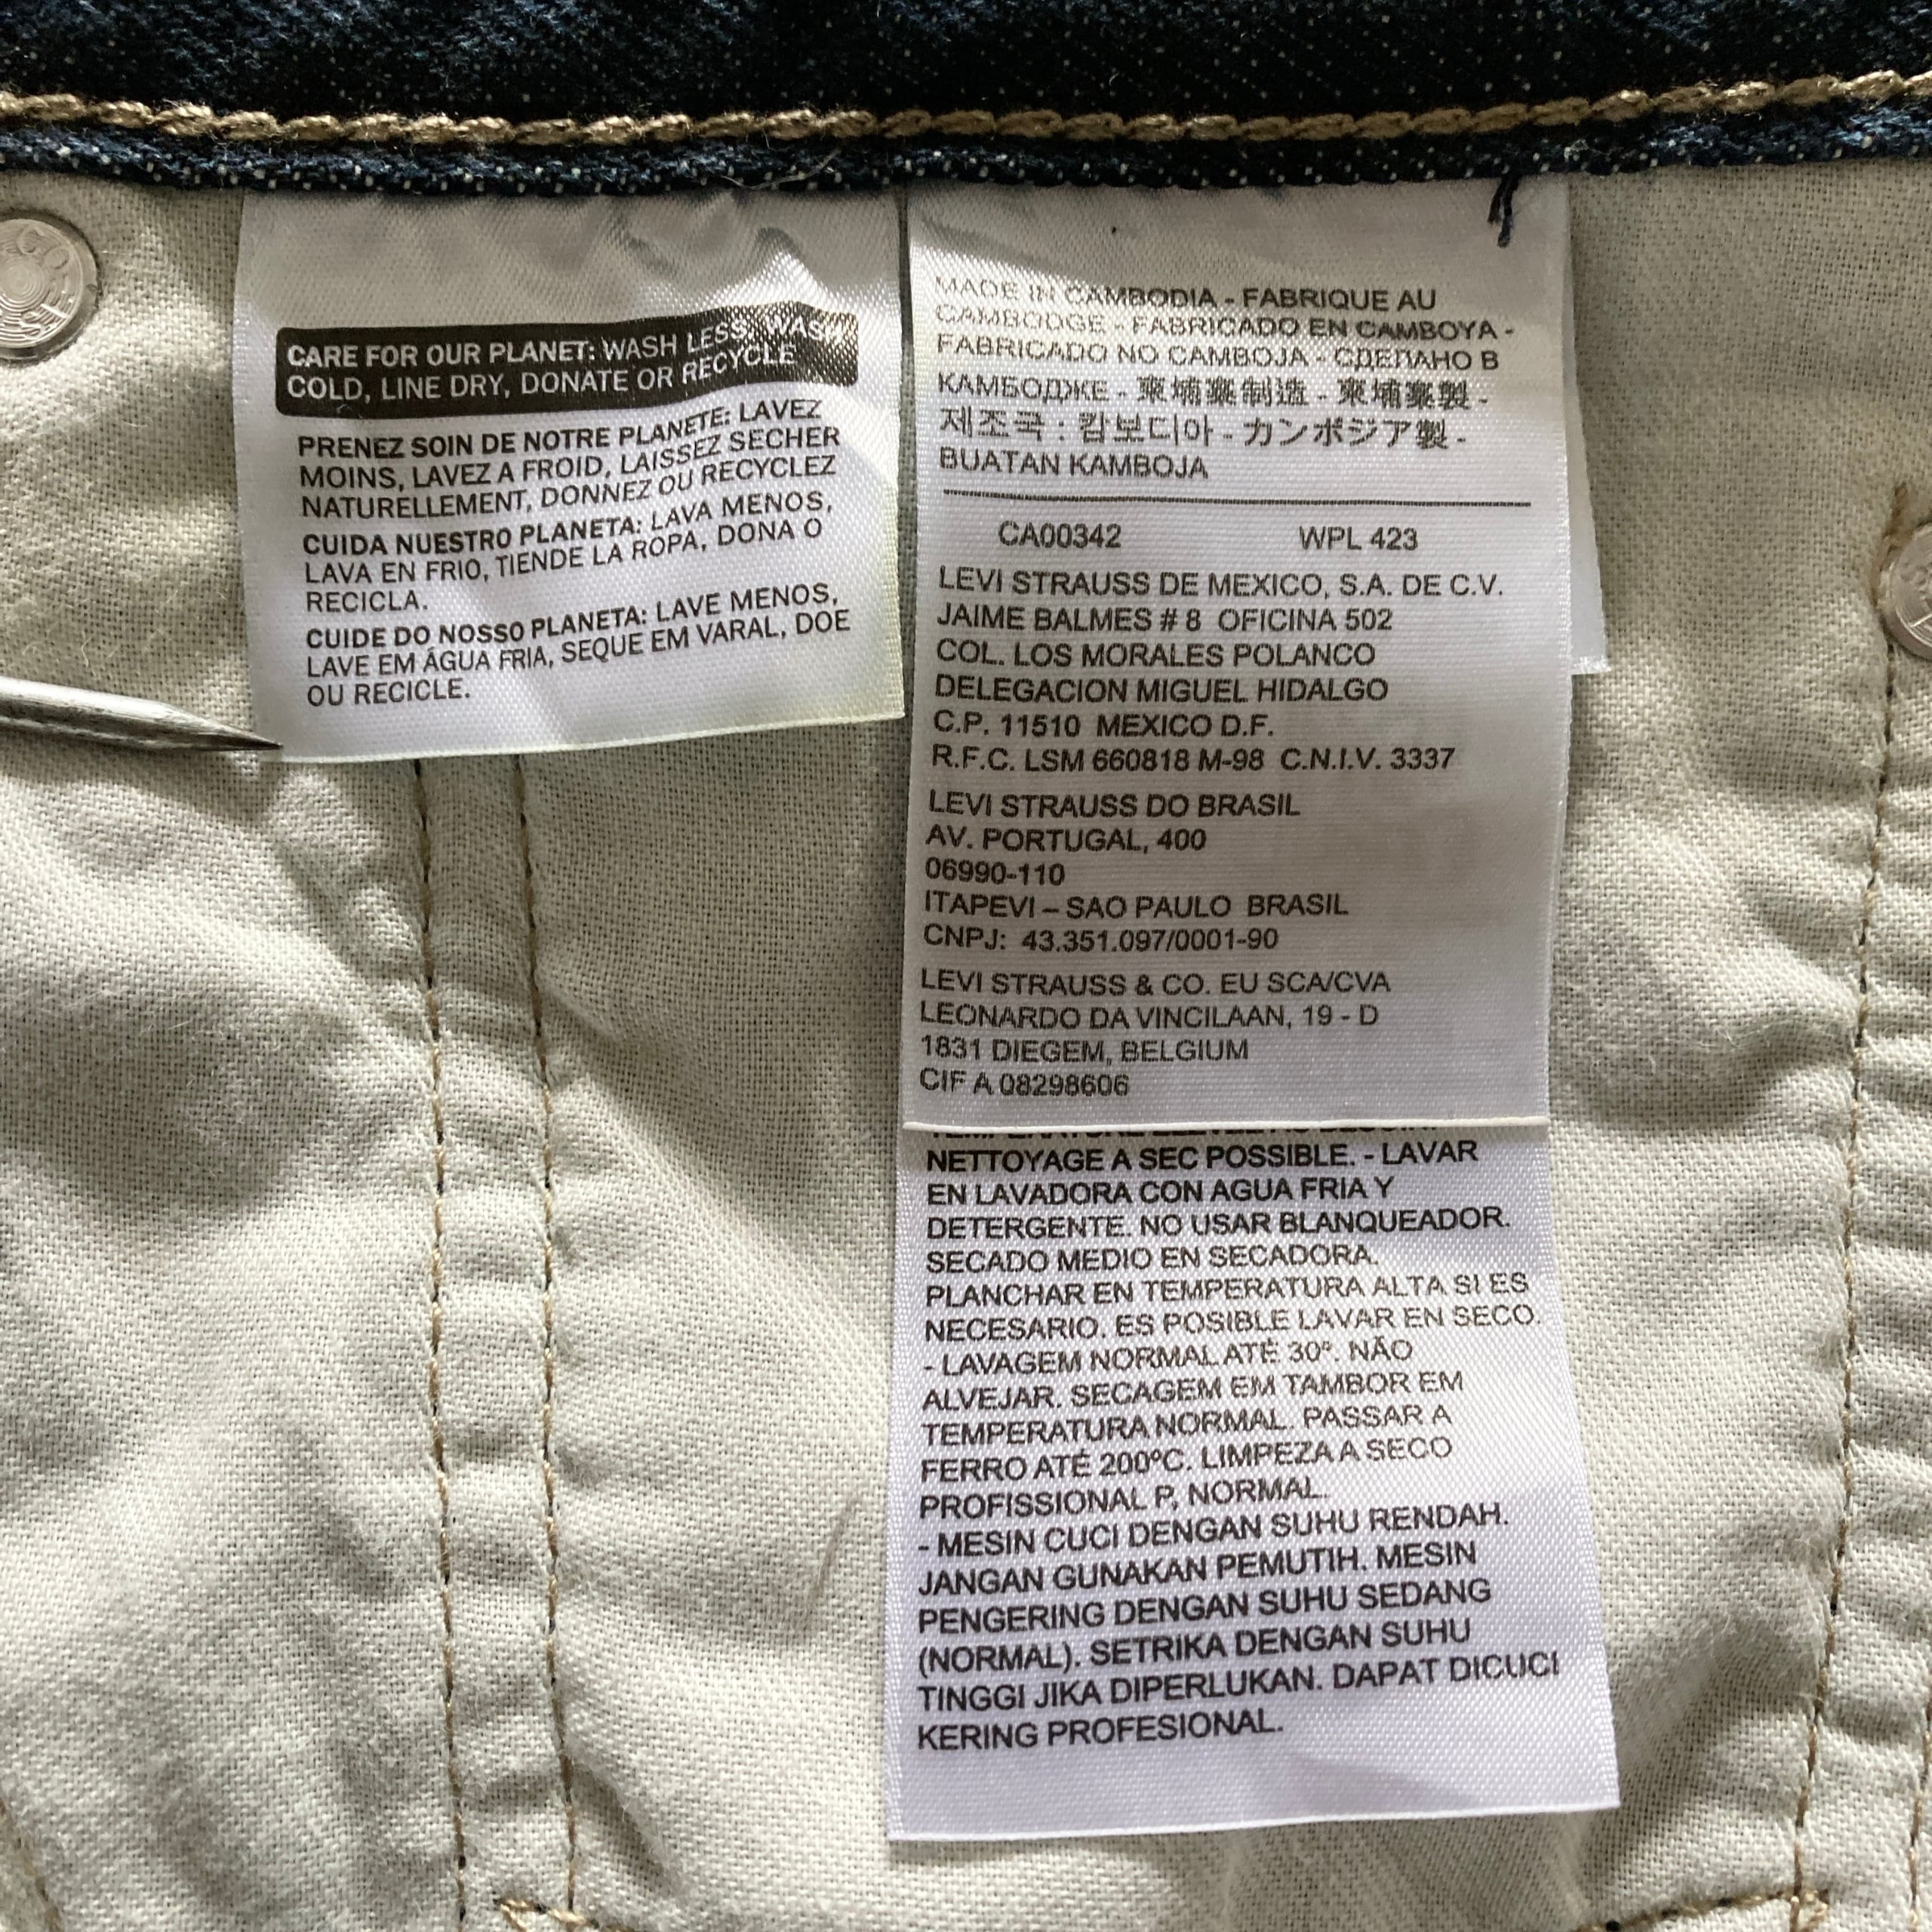 CARE FOR OUR PLANET: WASH LESS, WASH
COLD, LINE DRY, DONATE OR RECYCLE
PRENEZ SOIN DE NOTRE PLANETE: LAVEZ
MOINS, LAVEZ A FROID, LAISSEZ SECHER
NATURELLEMENT, DONNEZ OU RECYCLEZ
CUIDA NUESTRO PLANETA: LAVA MENOS,
LAVA EN FRIO, TIENDE LA ROPA, DONA O
RECICLA.
CUIDE DO NOSSO PLANETA: LAVE MENOS,
LAVE EM ÁGUA FRIA, SEQUE EM VARAL, DOE
OU RECICLE.
MADE IN CAMBODIA - FABRIQUE AU
CAMBODGE - FABRICADO EN CAMBOYA -
FABRICADO NO CAMBOJA - СДЕЛАНО В
КАМБОДЖЕ - 柬埔寨制造 - 柬埔寨製 -
제조국 : 캄보디아 - カンボジア製 -
BUATAN KAMBOJA
CA00342 WPL 423
LEVI STRAUSS DE MEXICO, S.A. DE C.V.
JAIME BALMES # 8 OFICINA 502
COL. LOS MORALES POLANCO
DELEGACION MIGUEL HIDALGO
C.P. 11510 MEXICO D.F.
R.F.C. LSM 660818 M-98 C.N.I.V. 3337
LEVI STRAUSS DO BRASIL
AV. PORTUGAL, 400
06990-110
ITAPEVI – SAO PAULO BRASIL
CNPJ: 43.351.097/0001-90
LEVI STRAUSS & CO. EU SCA/CVA
LEONARDO DA VINCILAAN, 19 - D
1831 DIEGEM, BELGIUM
CIF A 08298606
NETTOYAGE A SEC POSSIBLE. - LAVAR
EN LAVADORA CON AGUA FRIA Y
DETERGENTE. NO USAR BLANQUEADOR.
SECADO MEDIO EN SECADORA.
PLANCHAR EN TEMPERATURA ALTA SI ES
NECESARIO. ES POSIBLE LAVAR EN SECO.
- LAVAGEM NORMAL ATÉ 30º. NÃO
ALVEJAR. SECAGEM EM TAMBOR EM
TEMPERATURA NORMAL. PASSAR A
FERRO ATÉ 200ºC. LIMPEZA A SECO
PROFISSIONAL P, NORMAL.
- MESIN CUCI DENGAN SUHU RENDAH.
JANGAN GUNAKAN PEMUTIH. MESIN
PENGERING DENGAN SUHU SEDANG
(NORMAL). SETRIKA DENGAN SUHU
TINGGI JIKA DIPERLUKAN. DAPAT DICUCI
KERING PROFESIONAL.